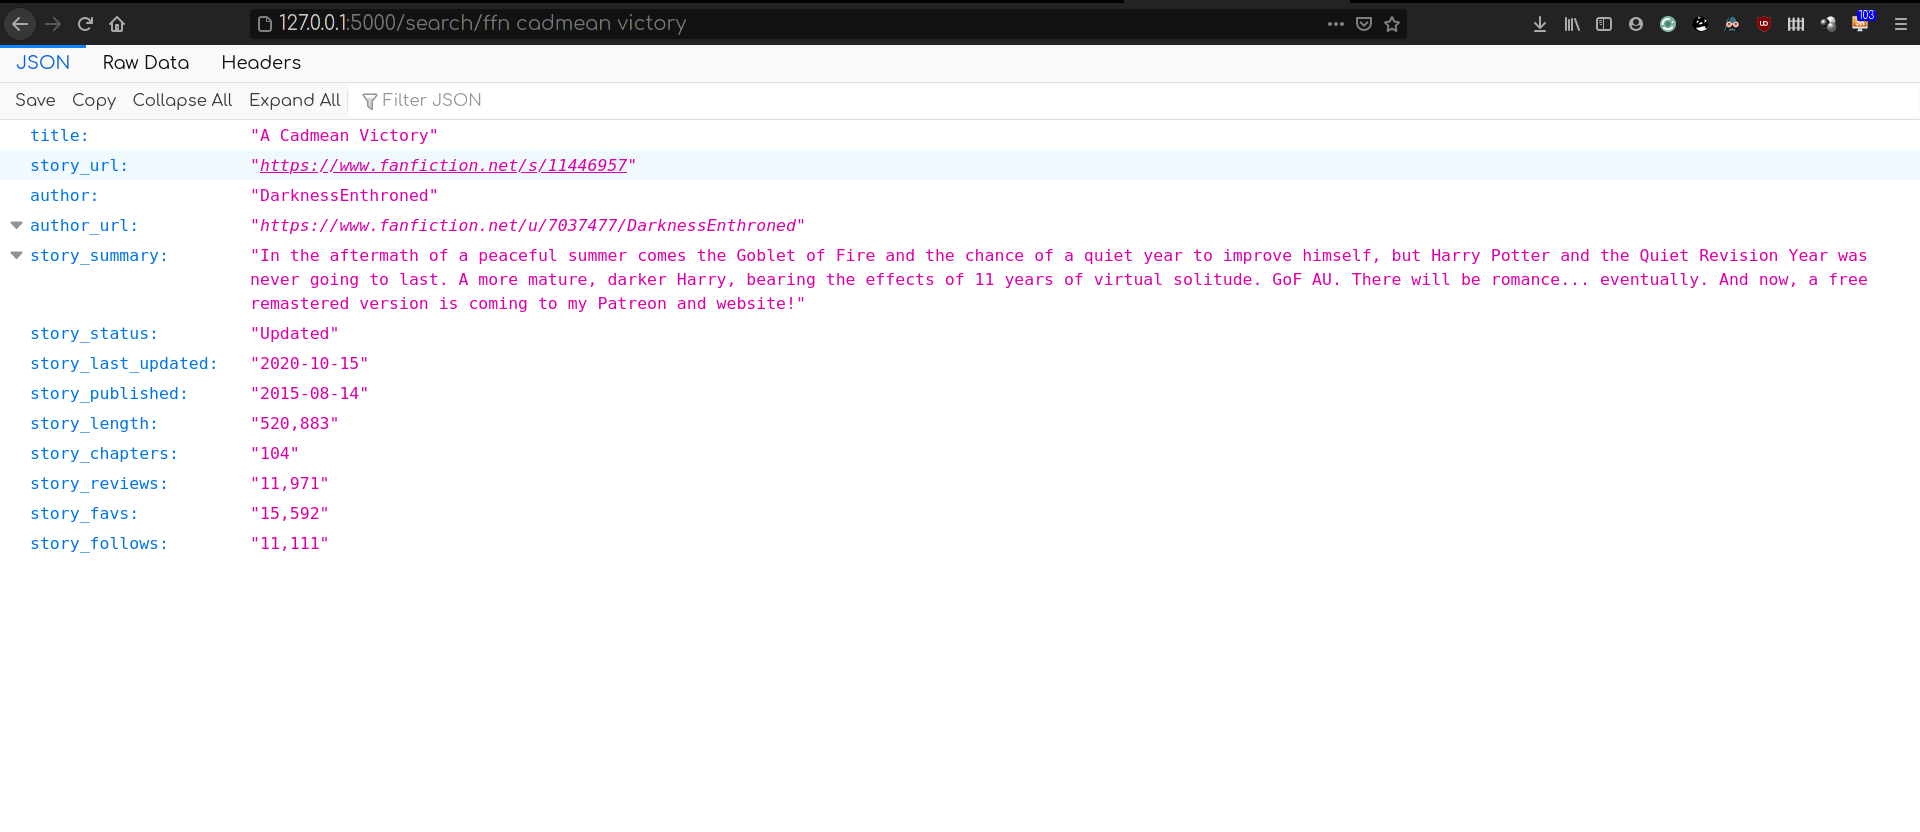 127.0.0.1:5000/search/ffn cadmean victory
103
JSON Raw Data Headers
Save Copy Collapse All Expand All Filter JSON
title: "A Cadmean Victory"
story_url: "https://www.fanfiction.net/s/11446957"
author: "DarknessEnthroned"
author_url: "https://www.fanfiction.net/u/7037477/DarknessEnthroned"
story_summary: "In the aftermath of a peaceful summer comes the Goblet of Fire and the chance of a quiet year to improve himself, but Harry Potter and the Quiet Revision Year was
never going to last. A more mature, darker Harry, bearing the effects of 11 years of virtual solitude. GoF AU. There will be romance... eventually. And now, a free
remastered version is coming to my Patreon and website!"
story_status: "Updated"
story_last_updated: "2020-10-15"
story_published: "2015-08-14"
story_length: "520,883"
story_chapters: "104"
story_reviews: "11,971"
story_favs: "15,592"
story_follows: "11,111"